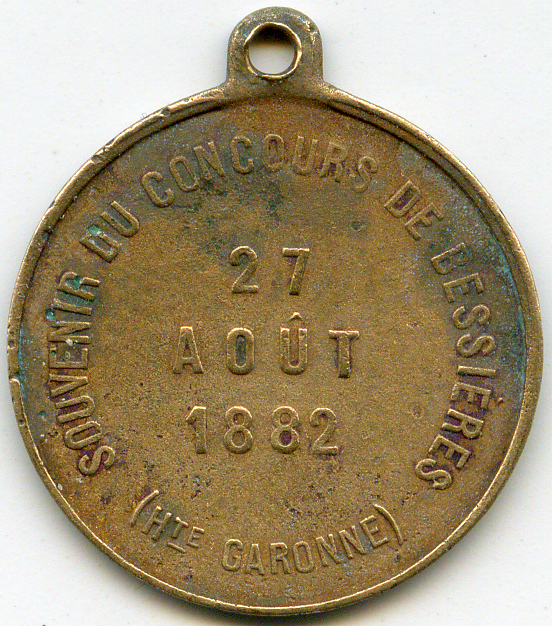 SOUVENIR DU CONCOURS DE BESSIÈRES
27
AOÛT
1882
(HTE GARONNE)